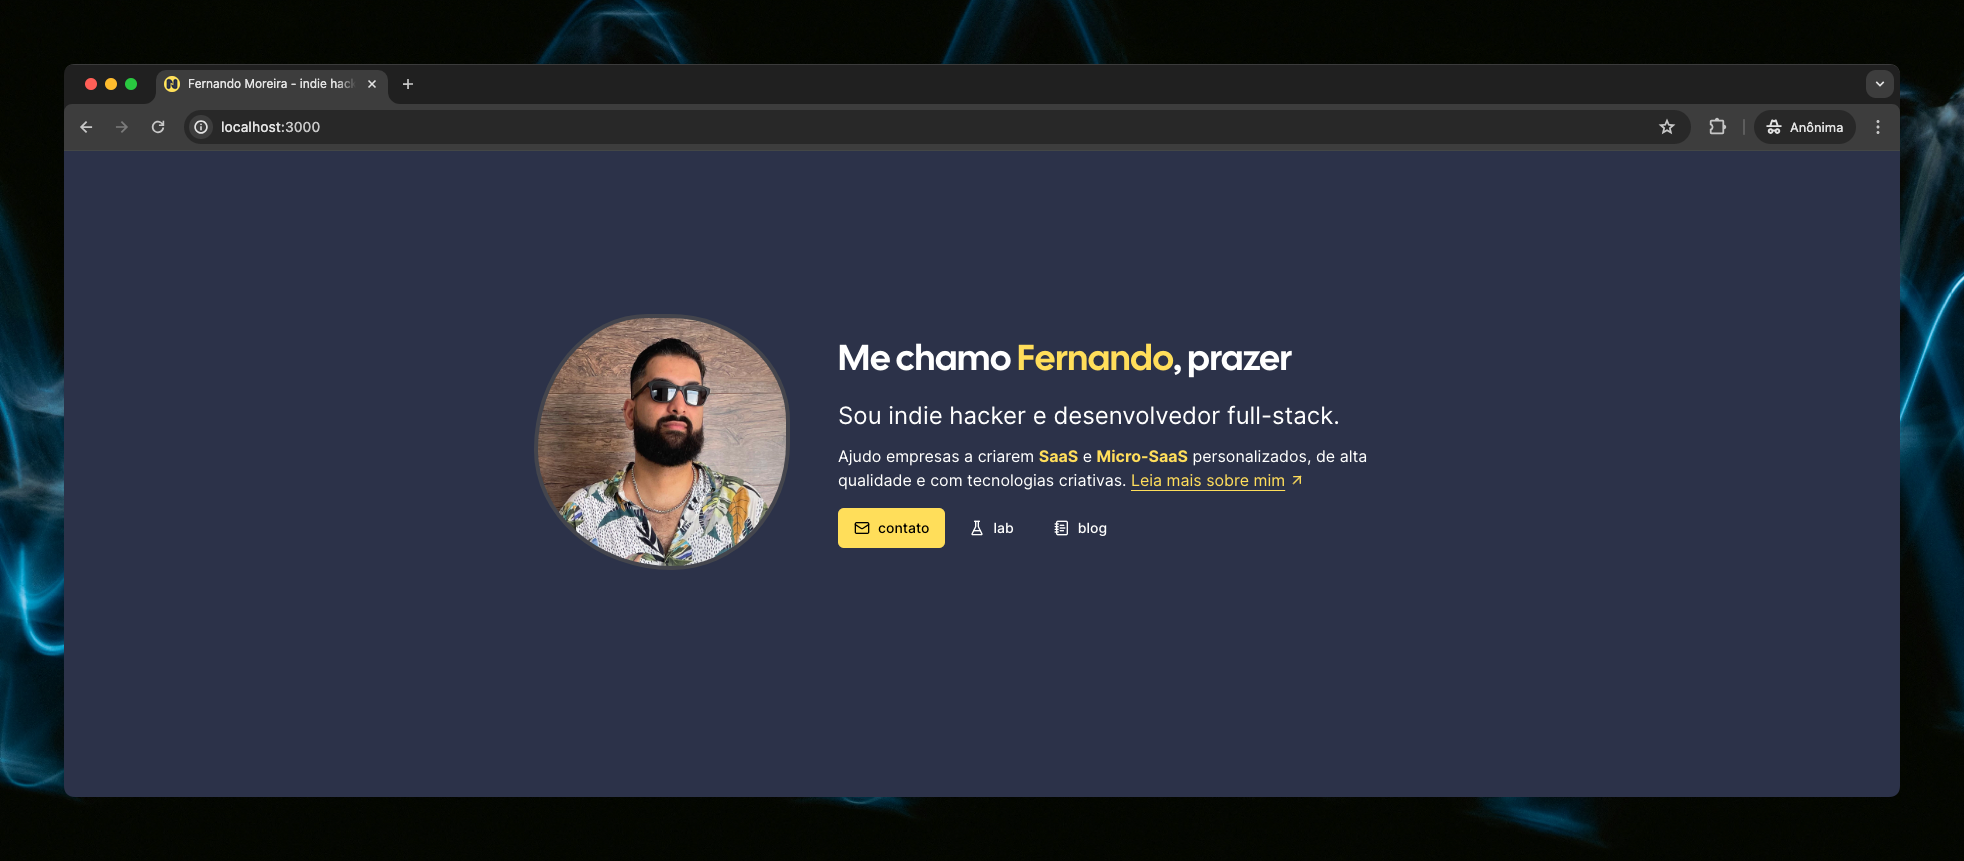 Fernando Moreira - indie hac
localhost:3000
Anônima
Me chamo Fernando, prazer
Sou indie hacker e desenvolvedor full-stack.
Ajudo empresas a criarem SaaS e Micro-SaaS personalizados, de alta
qualidade e com tecnologias criativas. Leia mais sobre mim
contato
lab
blog